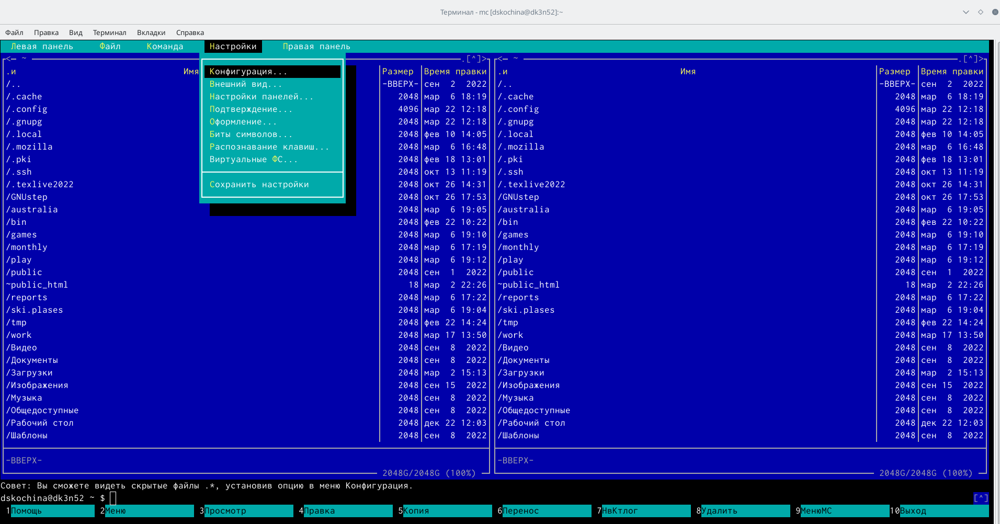 Терминал - mc [dskochina@dk3n52]:~
Файл Правка Вид Терминал Вкладки Справка
Левая панель Файл Команда Настройки Правая панель
<- ~ .[^]> <- ~ .[^]>
.и Имя Конфигурация... Размер Время правки .и Имя Размер Время правки
/.. Внешний вид... -ВВЕРХ- сен 2 2022 /.. -ВВЕРХ- сен 2 2022
/.cache Настройки панелей... 2048 мар 6 18:19 /.cache 2048 мар 6 18:19
/.config Подтверждение... 4096 мар 22 12:18 /.config 4096 мар 22 12:18
/.gnupg Оформление... 2048 мар 22 12:18 /.gnupg 2048 мар 22 12:18
/.local Биты символов... 2048 фев 10 14:05 /.local 2048 фев 10 14:05
/.mozilla Распознавание клавиш... 2048 мар 6 16:48 /.mozilla 2048 мар 6 16:48
/.pki Виртуальные ФС... 2048 фев 18 13:01 /.pki 2048 фев 18 13:01
/.ssh 2048 окт 13 11:19 /.ssh 2048 окт 13 11:19
/.texlive2022 Сохранить настройки 2048 окт 26 14:31 /.texlive2022 2048 окт 26 14:31
/GNUstep 2048 окт 26 17:53 /GNUstep 2048 окт 26 17:53
/australia 2048 мар 6 19:05 /australia 2048 мар 6 19:05
/bin 2048 фев 22 10:22 /bin 2048 фев 22 10:22
/games 2048 мар 6 19:10 /games 2048 мар 6 19:10
/monthly 2048 мар 6 17:19 /monthly 2048 мар 6 17:19
/play 2048 мар 6 19:12 /play 2048 мар 6 19:12
/public 2048 сен 1 2022 /public 2048 сен 1 2022
~public_html 18 мар 2 22:26 ~public_html 18 мар 2 22:26
/reports 2048 мар 6 17:22 /reports 2048 мар 6 17:22
/ski.plases 2048 мар 6 19:04 /ski.plases 2048 мар 6 19:04
/tmp 2048 фев 22 14:24 /tmp 2048 фев 22 14:24
/work 2048 мар 17 13:50 /work 2048 мар 17 13:50
/Видео 2048 сен 8 2022 /Видео 2048 сен 8 2022
/Документы 2048 сен 8 2022 /Документы 2048 сен 8 2022
/Загрузки 2048 мар 2 15:13 /Загрузки 2048 мар 2 15:13
/Изображения 2048 сен 15 2022 /Изображения 2048 сен 15 2022
/Музыка 2048 сен 8 2022 /Музыка 2048 сен 8 2022
/Общедоступные 2048 сен 8 2022 /Общедоступные 2048 сен 8 2022
/Рабочий стол 2048 дек 22 12:03 /Рабочий стол 2048 дек 22 12:03
/Шаблоны 2048 сен 8 2022 /Шаблоны 2048 сен 8 2022
-ВВЕРХ- -ВВЕРХ-
2048G/2048G (100%) 2048G/2048G (100%)
Совет: Вы сможете видеть скрытые файлы .*, установив опцию в меню Конфигурация.
dskochina@dk3n52 ~ $ [^]
1Помощь 2Меню 3Просмотр 4Правка 5Копия 6Перенос 7НвКтлог 8Удалить 9МенюMC 10Выход